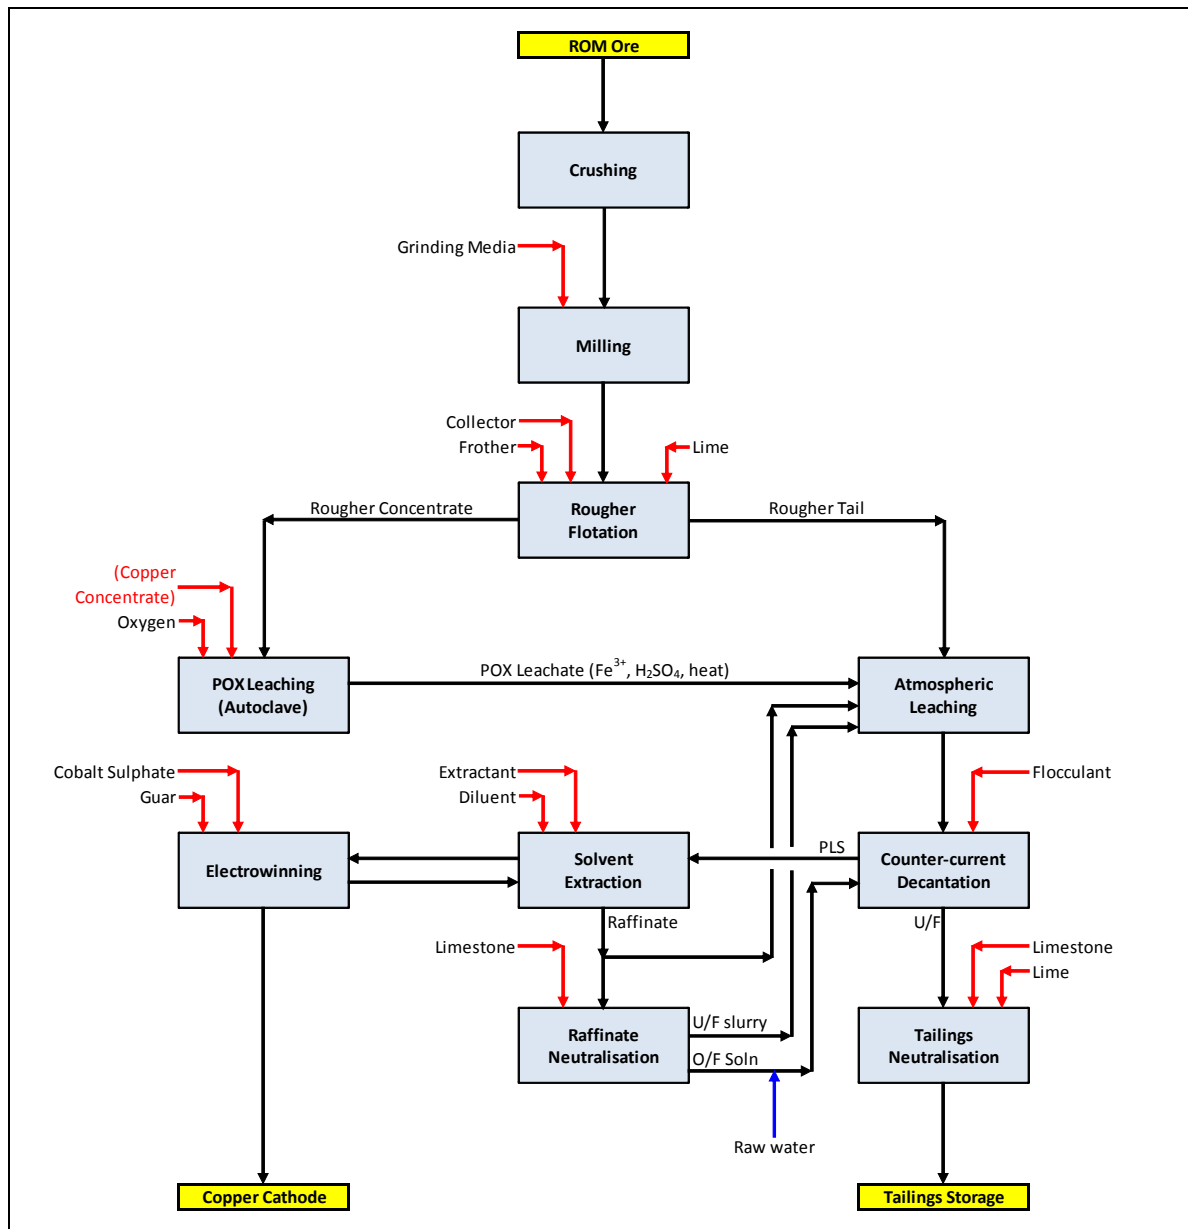 ROM Ore
Crushing
Grinding Media
Milling
Collector
Frother
Lime
Rougher
Flotation
Rougher Concentrate
Rougher Tail
(Copper
Concentrate)
Oxygen
POX Leaching
(Autoclave)
POX Leachate (Fe³⁺, H₂SO₄, heat)
Atmospheric
Leaching
Cobalt Sulphate
Guar
Extractant
Diluent
Flocculant
Electrowinning
Solvent
Extraction
PLS
Counter-current
Decantation
Raffinate
U/F
Limestone
Limestone
Lime
Raffinate
Neutralisation
U/F slurry
O/F Soln
Tailings
Neutralisation
Raw water
Copper Cathode
Tailings Storage